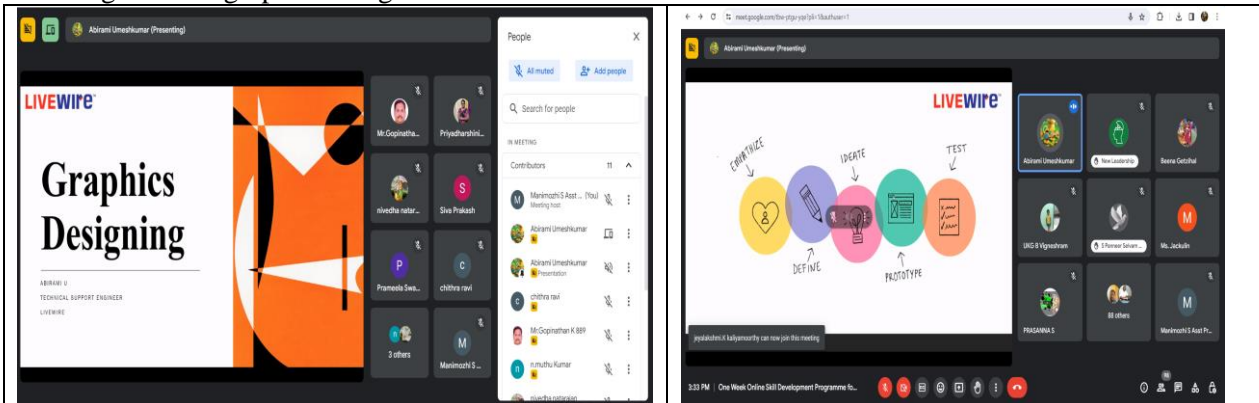 Abirami Umeshkumar (Presenting)
LIVEWIRE
Graphics
Designing
ABIRAMI U
TECHNICAL SUPPORT ENGINEER
LIVEWIRE
Mr.Gopinatha...
Priyadharshini...
nivedha natar...
S
Siva Prakash
P
Prameela Swa...
c
chithra ravi
n
3 others
M
Manimozhi S ...
People
All muted
Add people
Search for people
IN MEETING
Contributors 11
M
Manimozhi S Asst ... (You)
Meeting host
Abirami Umeshkumar
Abirami Umeshkumar
Presentation
c
chithra ravi
Mr.Gopinathan K 889
n
n.muthu Kumar
nivedha natarajan
Abirami Umeshkumar (Presenting)
LIVEWIRE
EMPATHIZE
IDEATE
TEST
DEFINE
PROTOTYPE
jeyalakshmi.it kaliyamoorthy can now join this meeting
Abirami Umeshkumar
New Leadership
Beena Getzhal
UKG B Vigneshram
S Panneer Selvam ...
M
Ms. Jackulin
PRASANNA S
88 others
M
Manimozhi S Asst Pr...
3:33 PM | One Week Online Skill Development Programme fo...